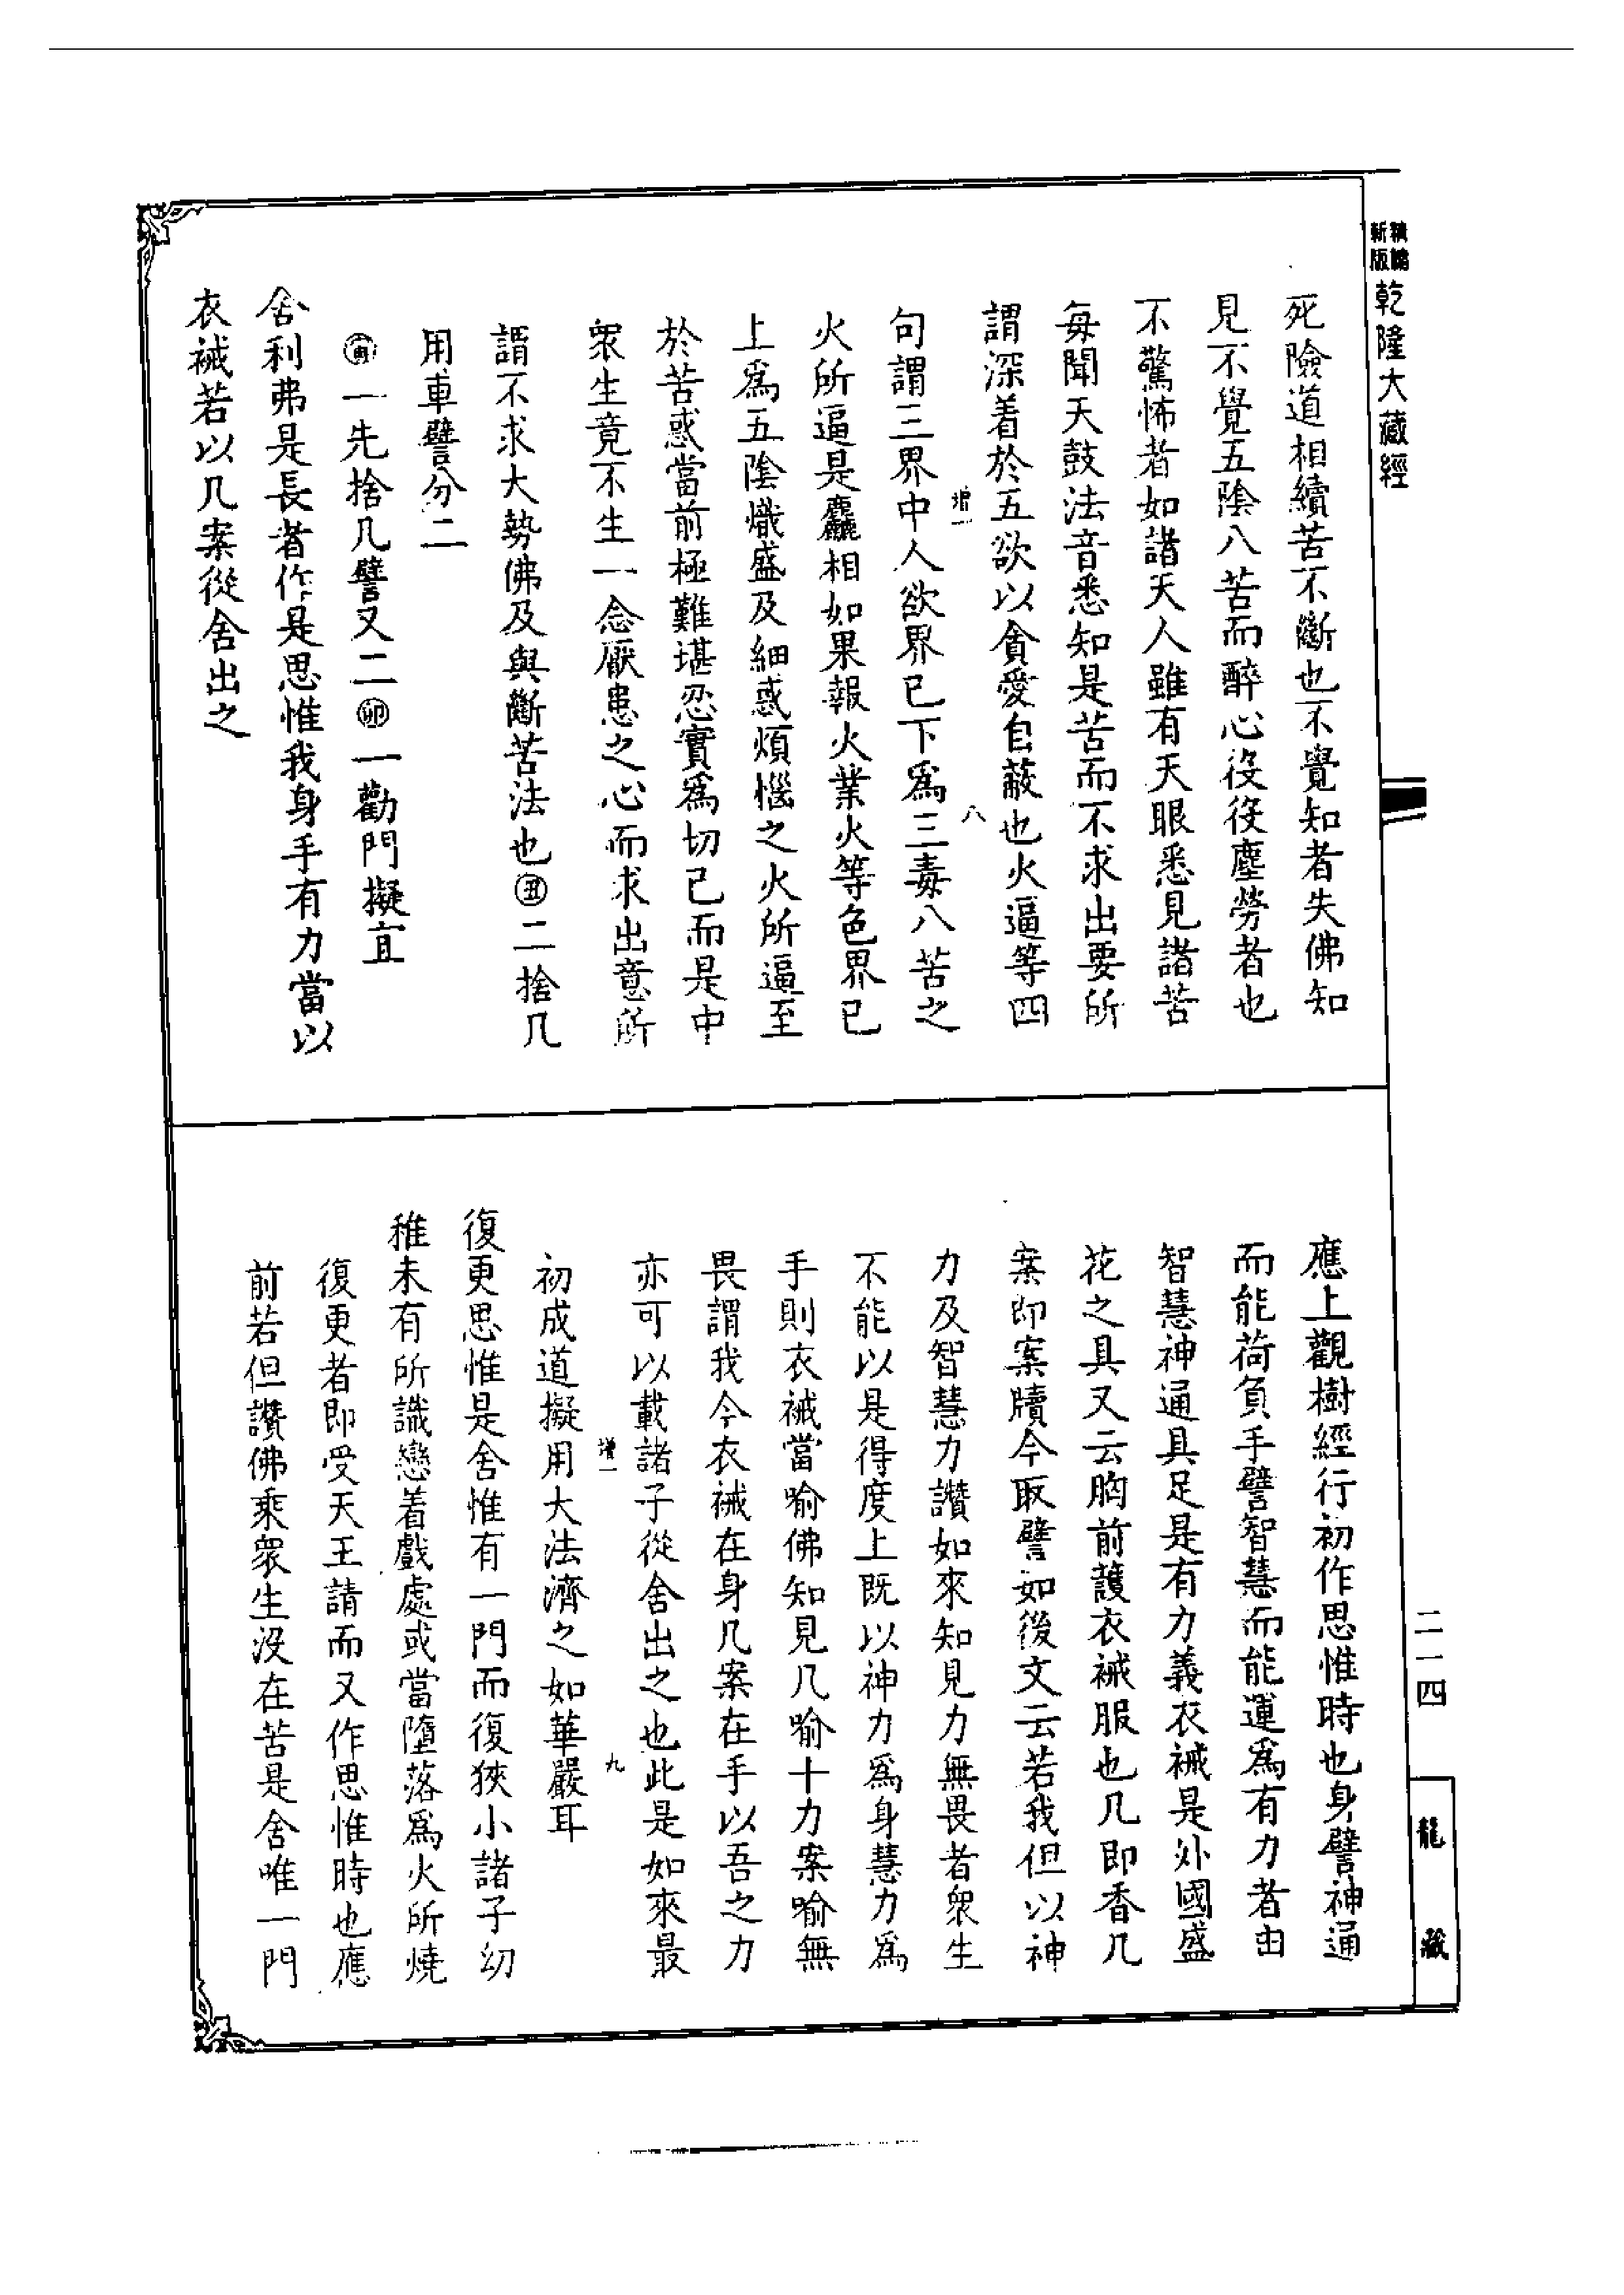 精編
新版
乾隆大藏經
死險道相續苦不斷也不覺知者失佛知
見不覺五陰八苦而醉心役役塵勞者也
不驚怖者如諸天人雖有天眼悉見諸苦
每聞天鼓法音悉知是苦而不求出要所
謂深着於五欲以貪愛自蔽也火逼等四
增一
八
句謂三界中人欲界已下為三毒八苦之
火所逼是麤相如果報火業火等色界已
上為五陰熾盛及細惑煩惱之火所逼至
於苦惑當前極難堪忍實為切己而是中
眾生竟不生一念厭患之心而求出意所
謂不求大勢佛及與斷苦法也丑二捨几
用車譬分二
寅一先捨几譬又二卯一勸門擬宜
舍利弗是長者作是思惟我身手有力當以
衣祴若以几案從舍出之
應上觀樹經行初作思惟時也身譬神通
而能荷負手譬智慧而能運為有力者由
智慧神通具足是有力義衣祴是外國盛
花之具又云胸前護衣祴服也几即香几
案即案牘今取譬如後文云若我但以神
力及智慧力讚如來知見力無畏者眾生
不能以是得度上既以神力為身慧力為
手則衣祴當喻佛知見几喻十力案喻無
畏謂我今衣祴在身几案在手以吾之力
亦可以載諸子從舍出之也此是如來最
增一
九
初成道擬用大法濟之如華嚴耳
復更思惟是舍惟有一門而復狹小諸子幼
稚未有所識戀着戲處或當墮落為火所燒
復更者即受天王請而又作思惟時也應
前若但讚佛乘眾生沒在苦是舍唯一門
二一四
龍藏